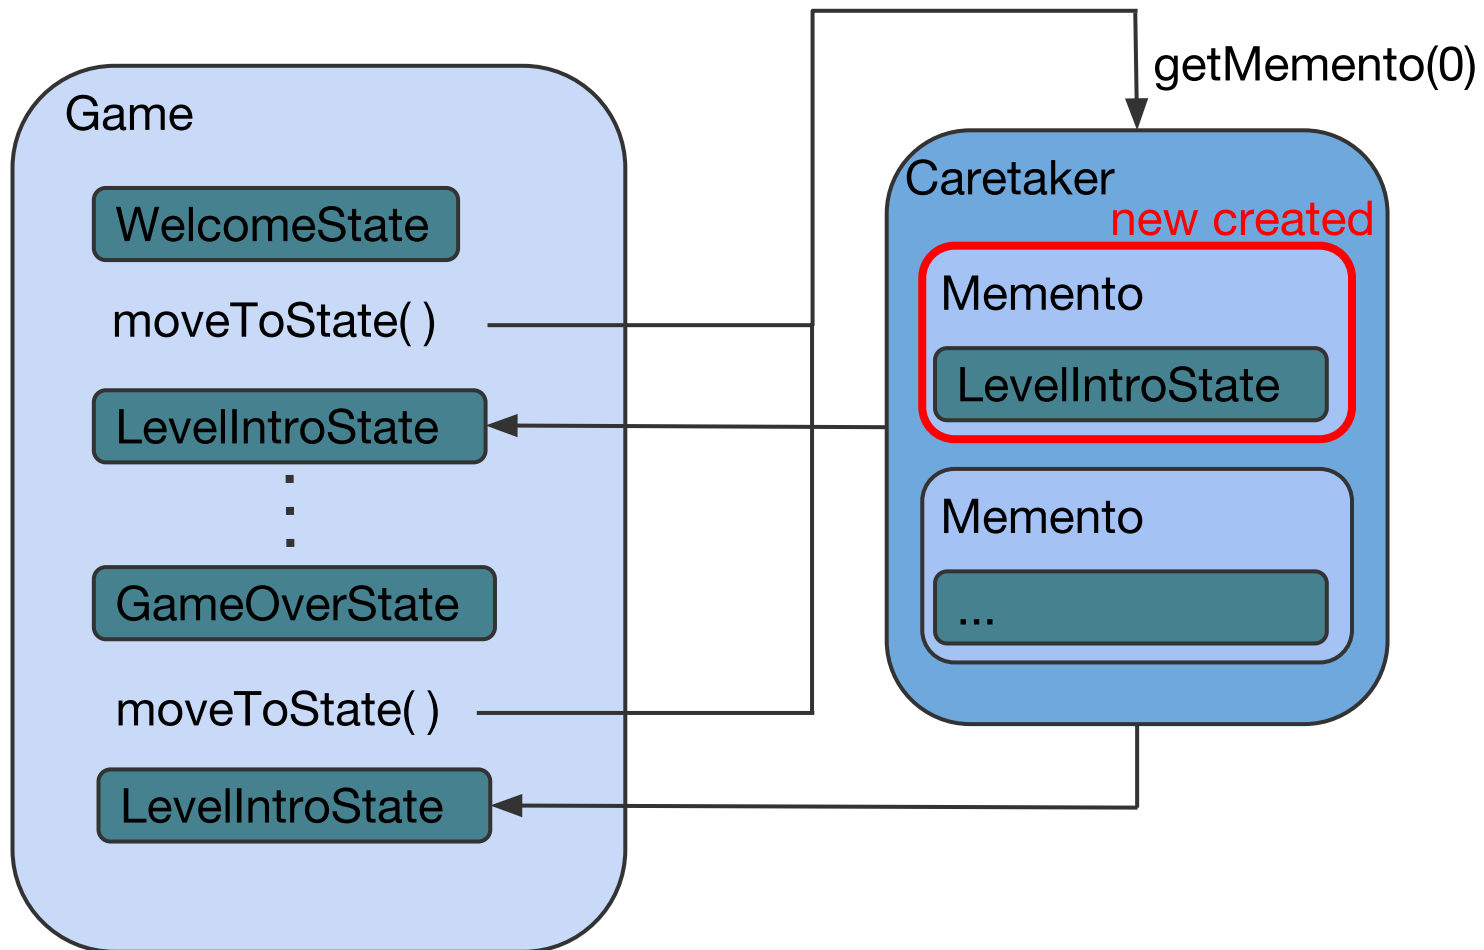 Game
WelcomeState
moveToState( )
LevelIntroState
GameOverState
moveToState( )
LevelIntroState
getMemento(0)
Caretaker
new created
Memento
LevelIntroState
Memento
...